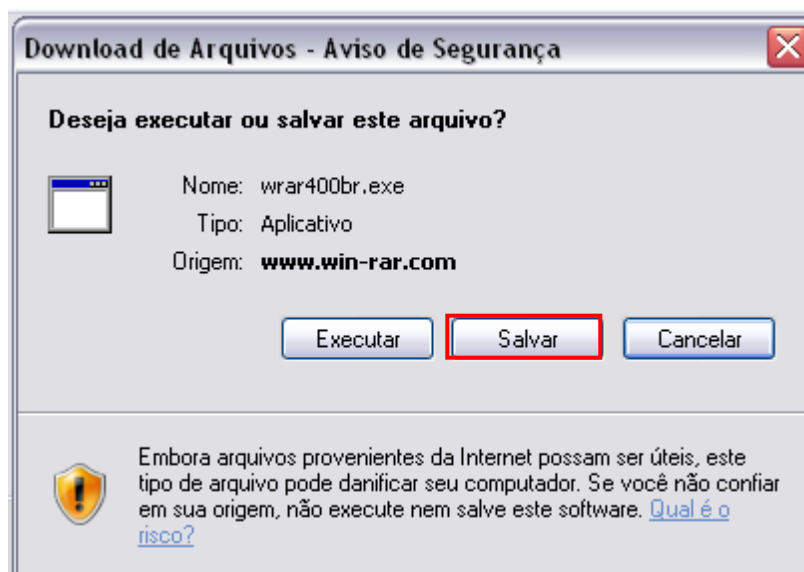 Download de Arquivos - Aviso de Segurança
Deseja executar ou salvar este arquivo?
Nome: wrar400br.exe
Tipo: Aplicativo
Origem: www.win-rar.com
Executar Salvar Cancelar
Embora arquivos provenientes da Internet possam ser úteis, este
tipo de arquivo pode danificar seu computador. Se você não confiar
em sua origem, não execute nem salve este software. Qual é o
risco?